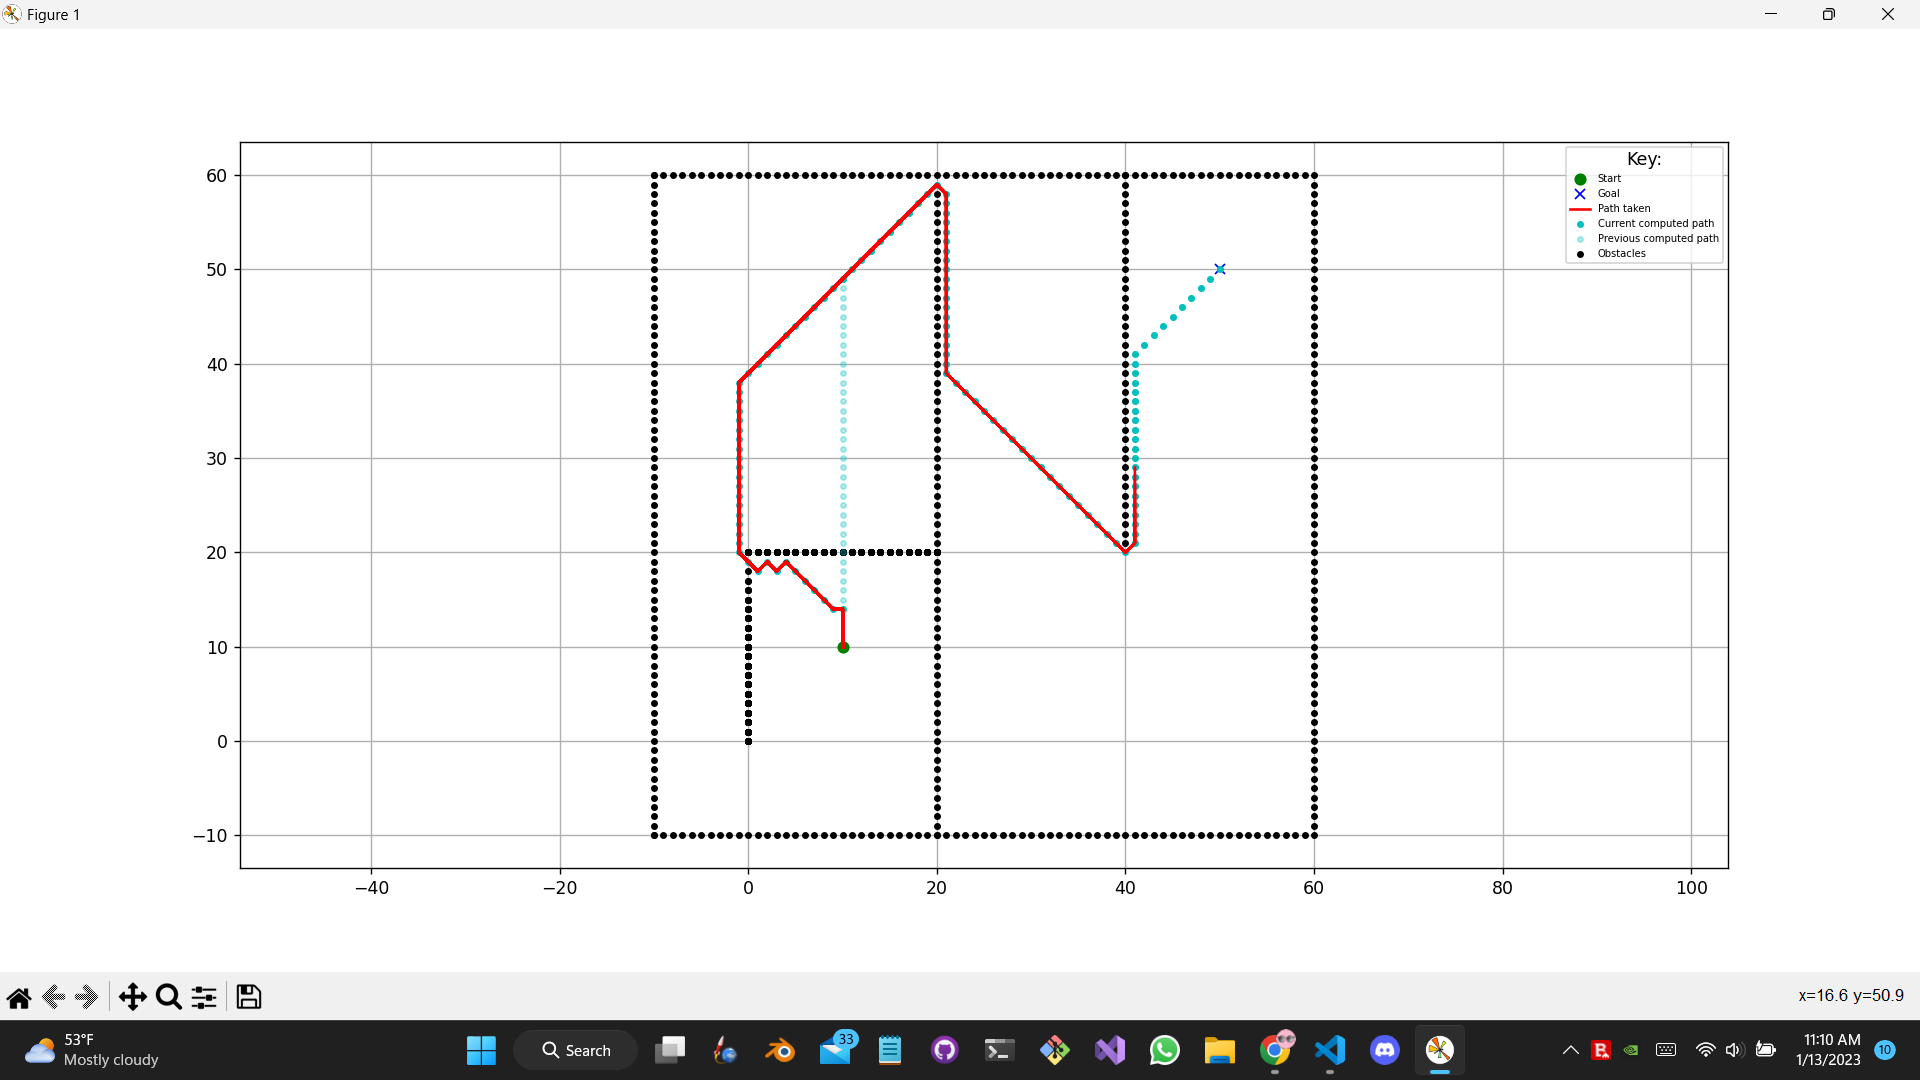 Figure 1
60
50
40
30
20
10
0
−10
−40
−20
0
20
40
60
80
100
Key:
Start
Goal
Path taken
Current computed path
Previous computed path
Obstacles
x=16.6 y=50.9
53°F
Mostly cloudy
Search
33
11:10 AM
1/13/2023
10